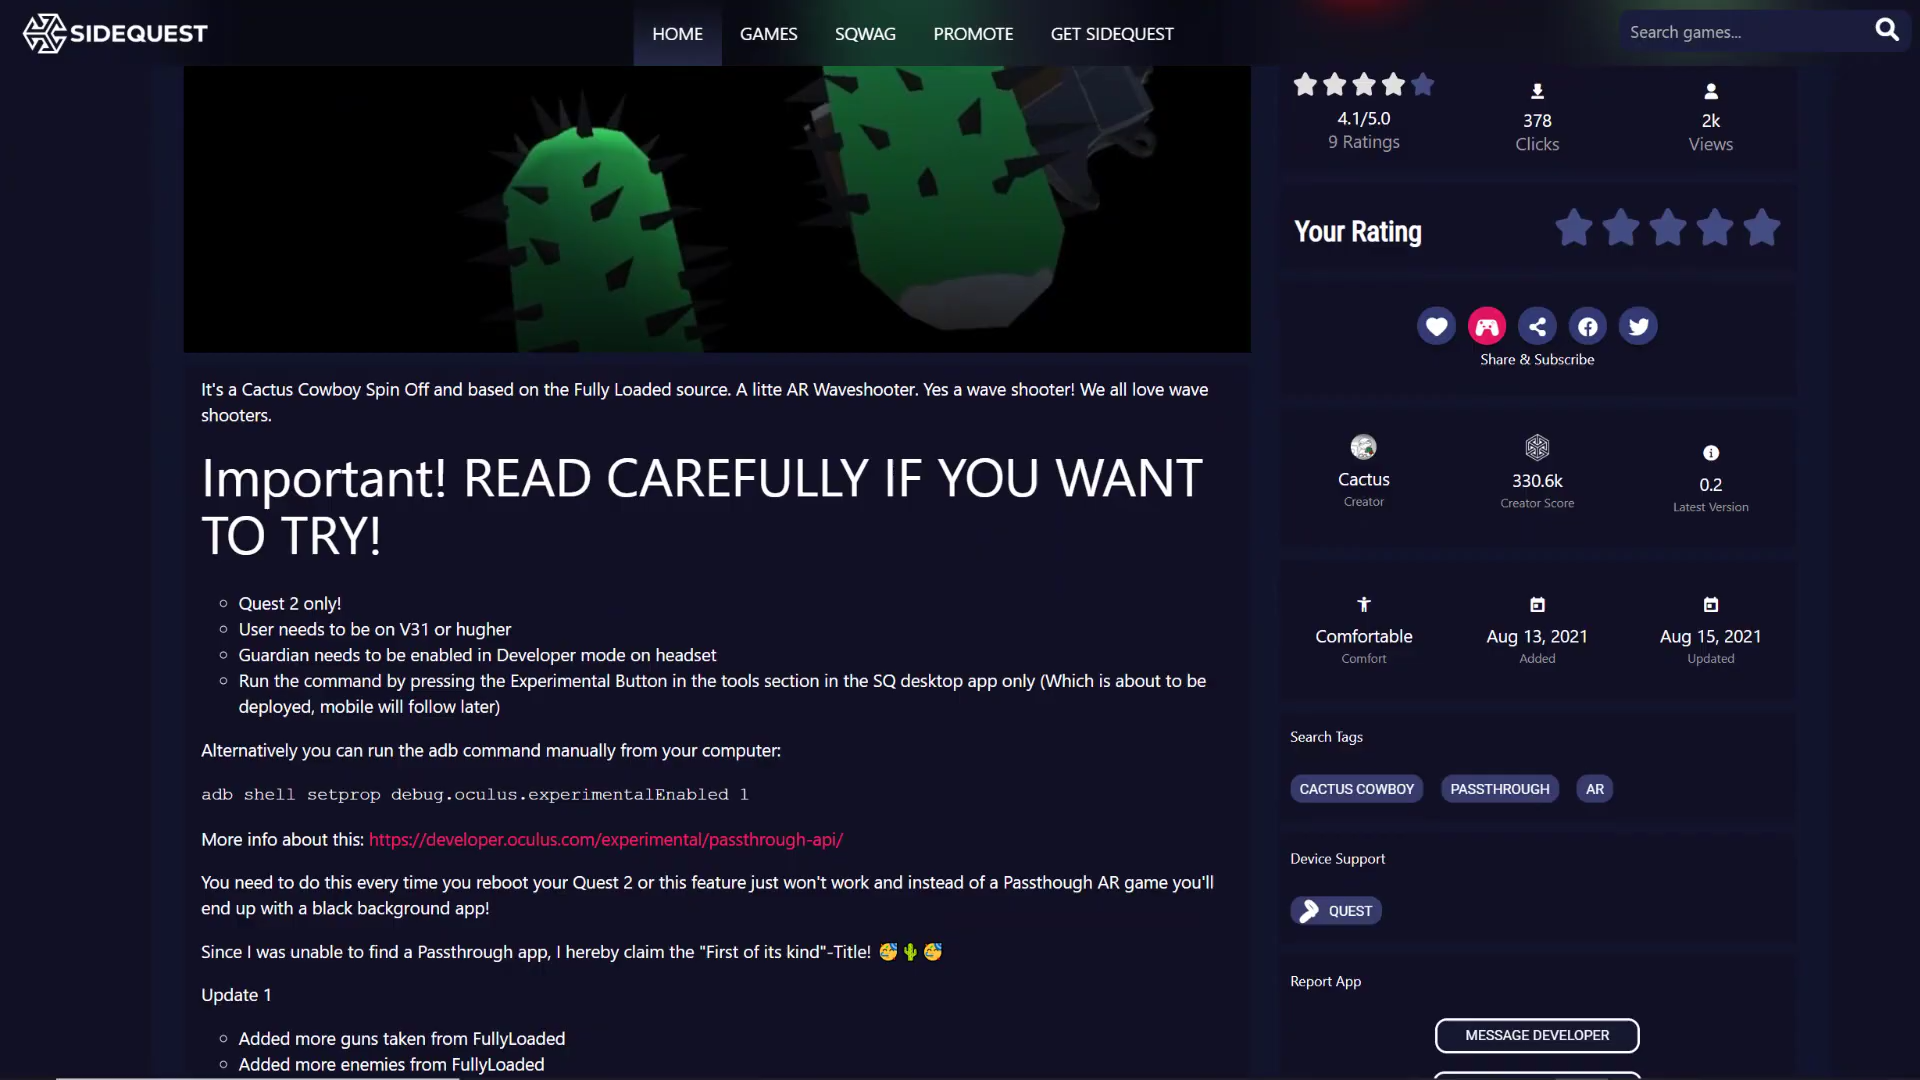 SIDEQUEST
HOME
GAMES
SQWAG
PROMOTE
GET SIDEQUEST
Search games...
It's a Cactus Cowboy Spin Off and based on the Fully Loaded source. A litte AR Waveshooter. Yes a wave shooter! We all love wave
shooters.
Important! READ CAREFULLY IF YOU WANT
TO TRY!
Quest 2 only!
User needs to be on V31 or hugher
Guardian needs to be enabled in Developer mode on headset
Run the command by pressing the Experimental Button in the tools section in the SQ desktop app only (Which is about to be
deployed, mobile will follow later)
Alternatively you can run the adb command manually from your computer:
adb shell setprop debug.oculus.experimentalEnabled 1
More info about this: https://developer.oculus.com/experimental/passthrough-api/
You need to do this every time you reboot your Quest 2 or this feature just won't work and instead of a Passthough AR game you'll
end up with a black background app!
Since I was unable to find a Passthrough app, I hereby claim the "First of its kind"-Title! 🥳🌵🥳
Update 1
Added more guns taken from FullyLoaded
Added more enemies from FullyLoaded
4.1/5.0
9 Ratings
378
Clicks
2k
Views
Your Rating
Share & Subscribe
Cactus
Creator
330.6k
Creator Score
0.2
Latest Version
Comfortable
Comfort
Aug 13, 2021
Added
Aug 15, 2021
Updated
Search Tags
CACTUS COWBOY
PASSTHROUGH
AR
Device Support
QUEST
Report App
MESSAGE DEVELOPER